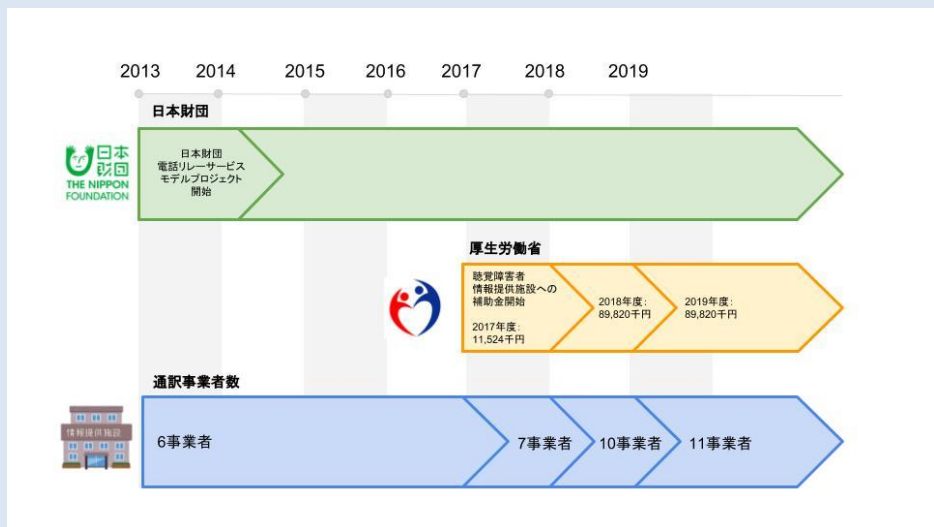 2013
2014
2015
2016
2017
2018
2019
日本財団
日本
財団
THE NIPPON
FOUNDATION
日本財団
電話リレーサービス
モデルプロジェクト
開始
厚生労働省
聴覚障害者
情報提供施設への
補助金開始
2017年度:
11,524千円
2018年度:
89,820千円
2019年度:
89,820千円
通訳事業者数
情報提供施設
6事業者
7事業者
10事業者
11事業者